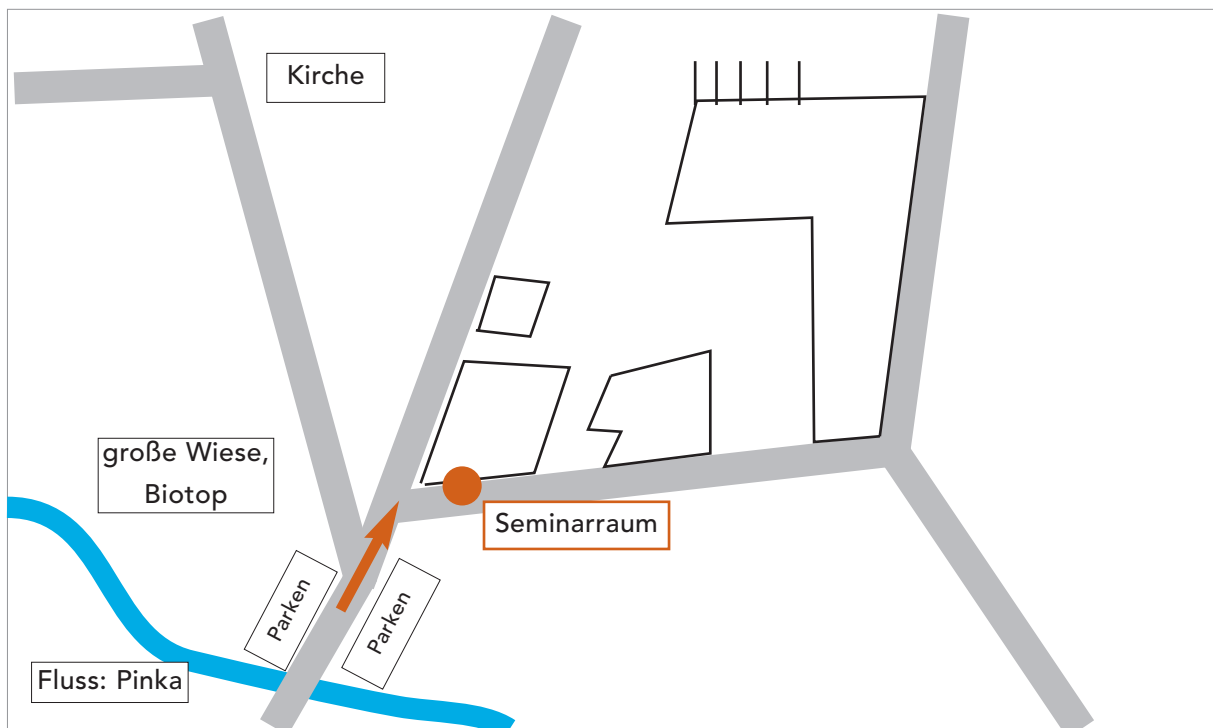 Kirche
große Wiese,
Biotop
Seminarraum
Parken
Parken
Fluss: Pinka